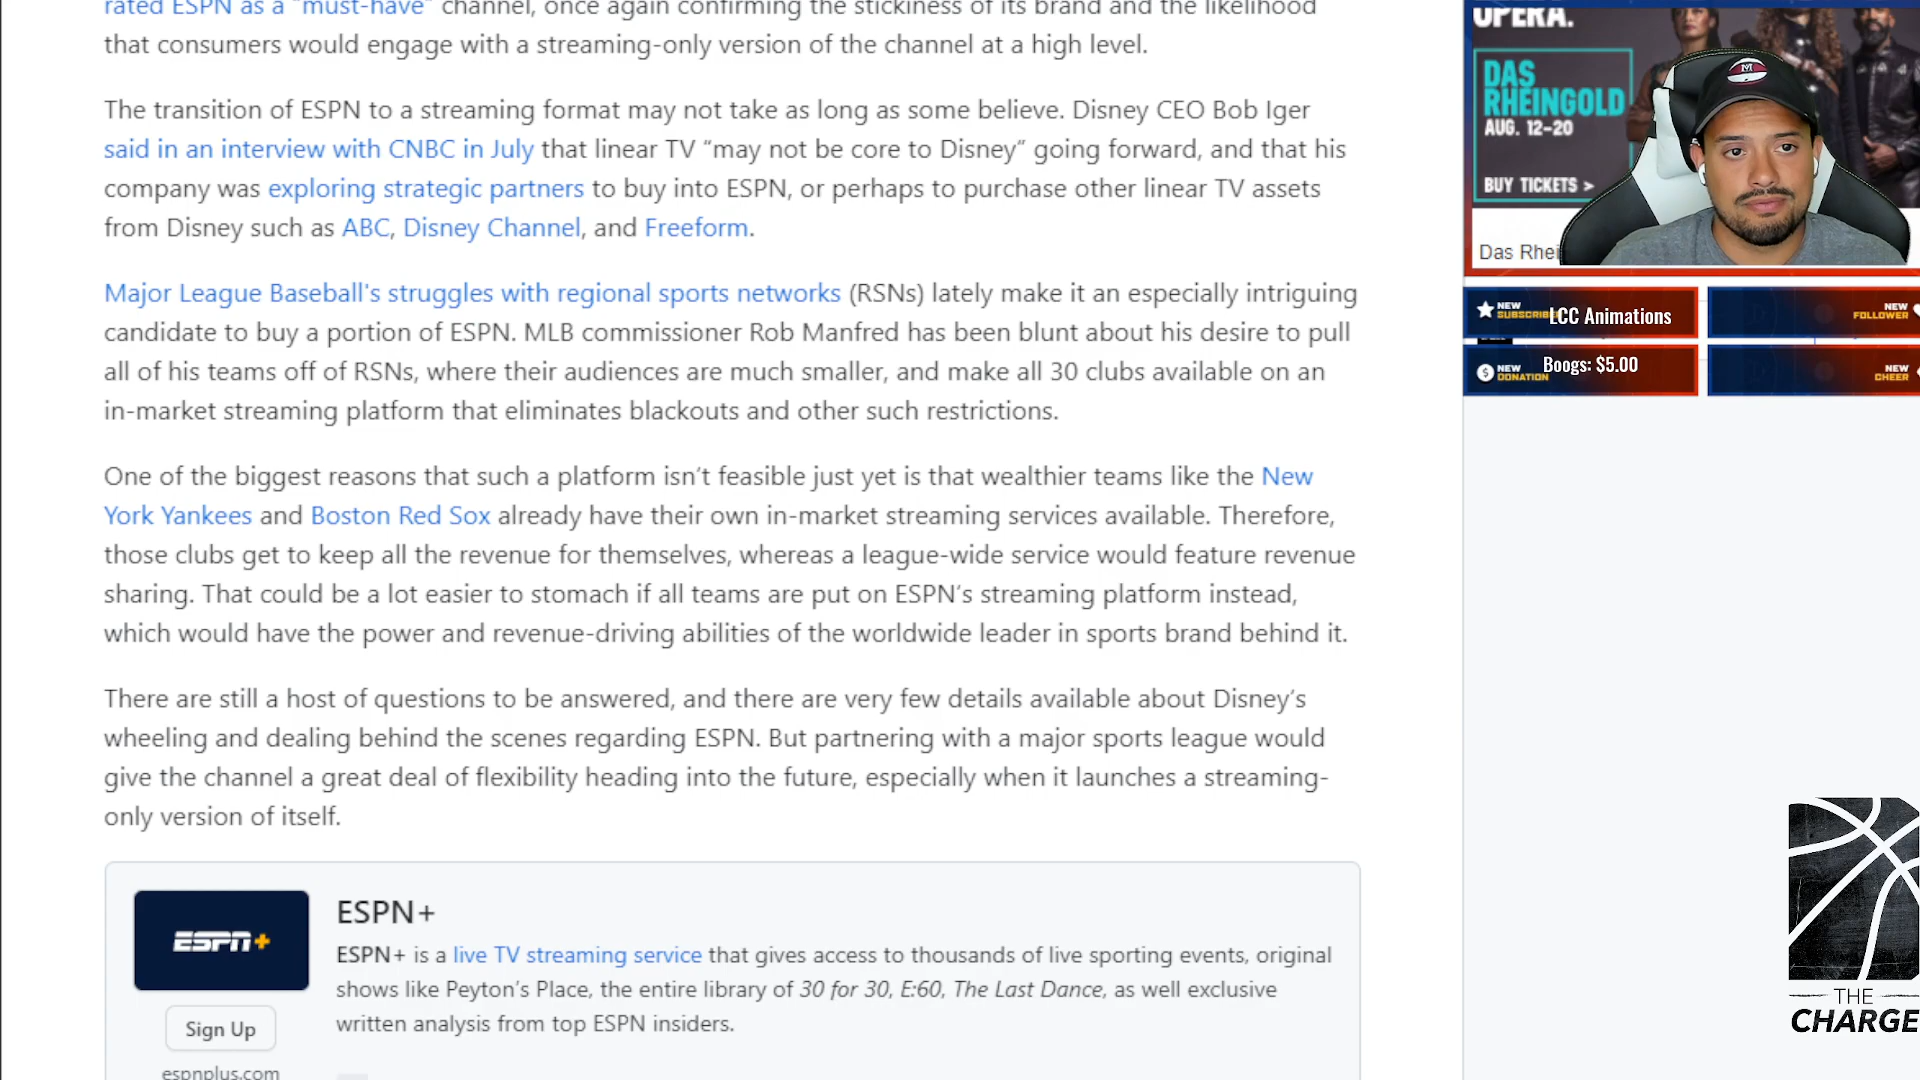 rated ESPN as a “must-have” channel, once again confirming the stickiness of its brand and the likelihood
that consumers would engage with a streaming-only version of the channel at a high level.
The transition of ESPN to a streaming format may not take as long as some believe. Disney CEO Bob Iger
said in an interview with CNBC in July that linear TV “may not be core to Disney” going forward, and that his
company was exploring strategic partners to buy into ESPN, or perhaps to purchase other linear TV assets
from Disney such as ABC, Disney Channel, and Freeform.
Major League Baseball's struggles with regional sports networks (RSNs) lately make it an especially intriguing
candidate to buy a portion of ESPN. MLB commissioner Rob Manfred has been blunt about his desire to pull
all of his teams off of RSNs, where their audiences are much smaller, and make all 30 clubs available on an
in-market streaming platform that eliminates blackouts and other such restrictions.
One of the biggest reasons that such a platform isn’t feasible just yet is that wealthier teams like the New
York Yankees and Boston Red Sox already have their own in-market streaming services available. Therefore,
those clubs get to keep all the revenue for themselves, whereas a league-wide service would feature revenue
sharing. That could be a lot easier to stomach if all teams are put on ESPN’s streaming platform instead,
which would have the power and revenue-driving abilities of the worldwide leader in sports brand behind it.
There are still a host of questions to be answered, and there are very few details available about Disney’s
wheeling and dealing behind the scenes regarding ESPN. But partnering with a major sports league would
give the channel a great deal of flexibility heading into the future, especially when it launches a streaming-
only version of itself.
ESPN+
ESPN+
ESPN+ is a live TV streaming service that gives access to thousands of live sporting events, original
shows like Peyton’s Place, the entire library of 30 for 30, E:60, The Last Dance, as well exclusive
written analysis from top ESPN insiders.
Sign Up
espnplus.com
OPERA.
DAS
RHEINGOLD
AUG. 12-20
BUY TICKETS >
Das Rhei
NEW
SUBSCRIBE
LCC Animations
NEW
FOLLOWER
NEW
DONATION
Boogs: $5.00
NEW
CHEER
THE
CHARGE